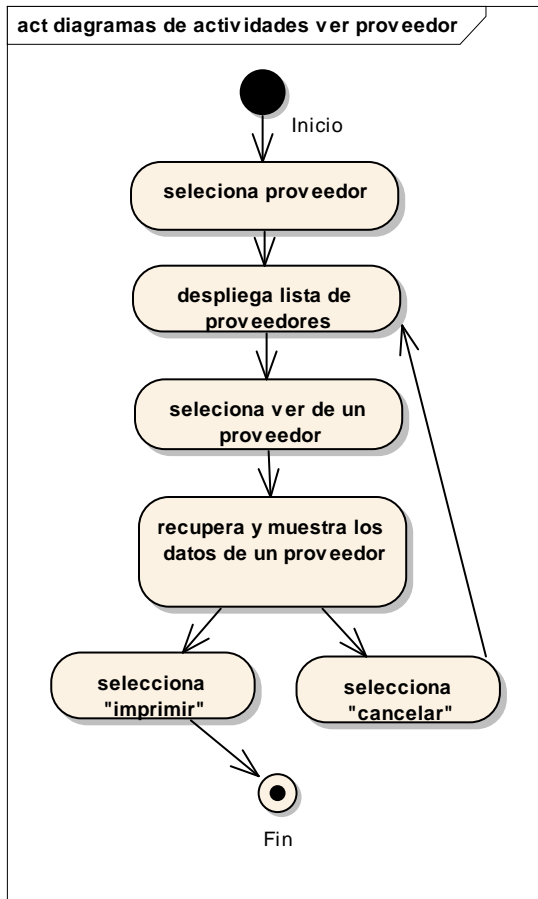 act diagramas de actividades ver proveedor
Inicio
seleciona proveedor
despliega lista de
proveedores
seleciona ver de un
proveedor
recupera y muestra los
datos de un proveedor
selecciona
"imprimir"
selecciona
"cancelar"
Fin